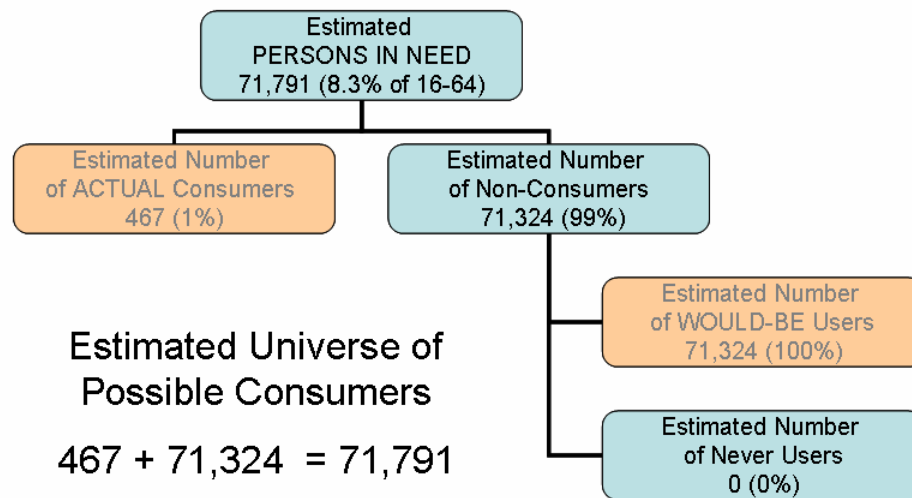 Estimated
PERSONS IN NEED
71,791 (8.3% of 16-64)
Estimated Number
of ACTUAL Consumers
467 (1%)
Estimated Number
of Non-Consumers
71,324 (99%)
Estimated Number
of WOULD-BE Users
71,324 (100%)
Estimated Number
of Never Users
0 (0%)
Estimated Universe of
Possible Consumers
467 + 71,324 = 71,791